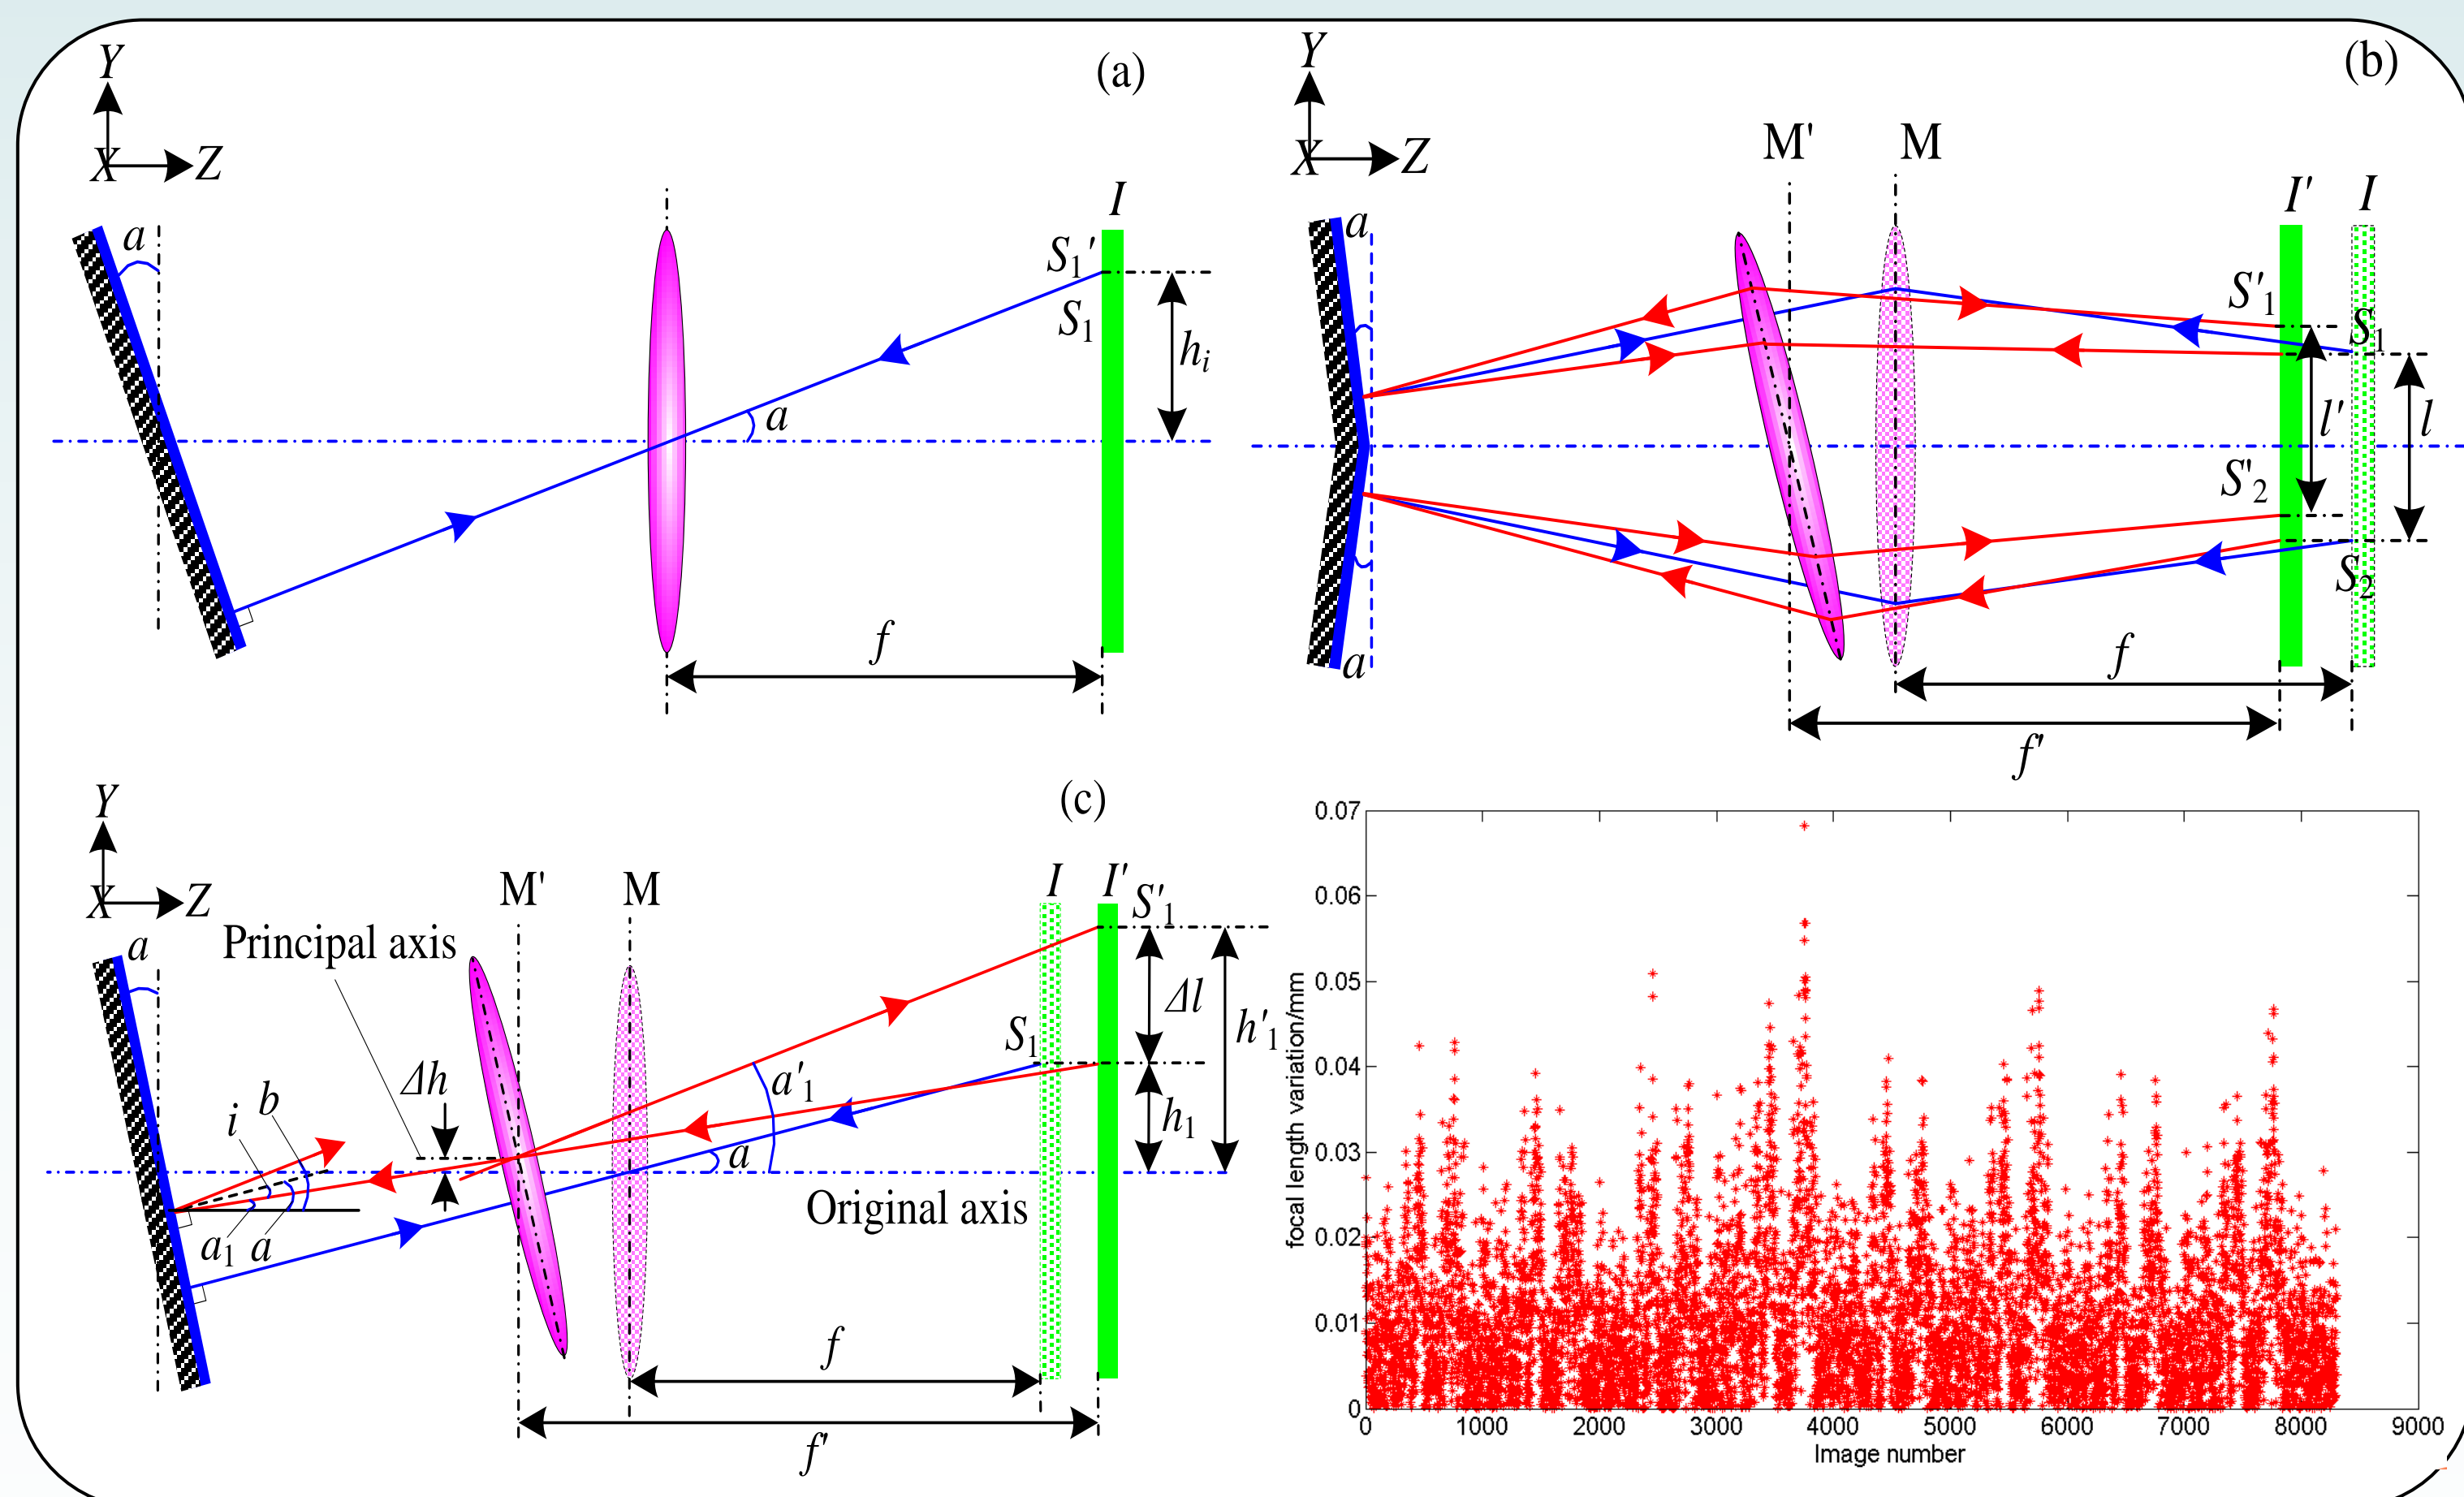 (a)
Y
X
Z
a
I
S1'
S1
hi
a
f
(b)
Y
X
Z
M' M
I' I
a
S'1
S1
l'
l
S'2
S2
a
f
f'
(c)
Y
X
Z
M' M
I I'
S'1
a
Principal axis
Δl
S1
h'1
Δh
a'1
b
i
h1
a
a1 a
Original axis
f
f'
0.07
0.06
0.05
0.04
0.03
0.02
0.01
0
focal length variation/mm
0 1000 2000 3000 4000 5000 6000 7000 8000 9000
Image number